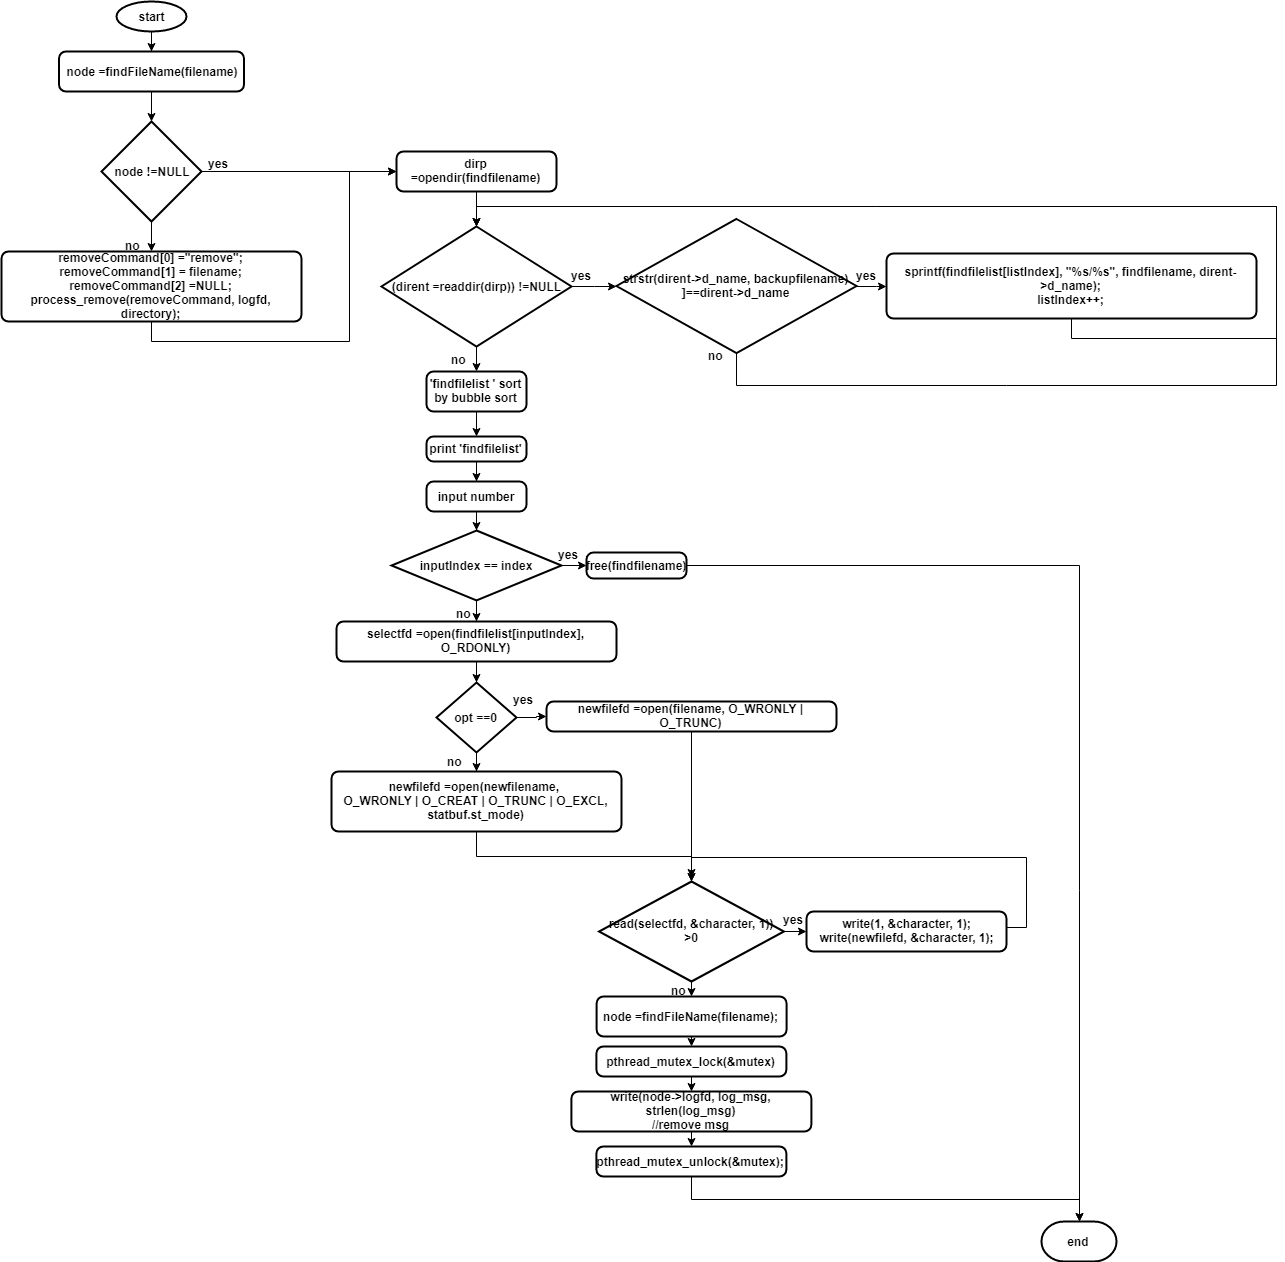 start
node =findFileName(filename)
node !=NULL
yes
no
removeCommand[0] ="remove";
removeCommand[1] = filename;
removeCommand[2] =NULL;
process_remove(removeCommand, logfd,
directory);
dirp
=opendir(findfilename)
(dirent =readdir(dirp)) !=NULL
yes
strstr(dirent->d_name, backupfilename)
]==dirent->d_name
yes
sprintf(findfilelist[listIndex], "%s/%s", findfilename, dirent-
>d_name);
listIndex++;
no
no
'findfilelist ' sort
by bubble sort
print 'findfilelist'
input number
inputIndex == index
yes
free(findfilename)
no
selectfd =open(findfilelist[inputIndex],
O_RDONLY)
opt ==0
yes
newfilefd =open(filename, O_WRONLY |
O_TRUNC)
no
newfilefd =open(newfilename,
O_WRONLY | O_CREAT | O_TRUNC | O_EXCL,
statbuf.st_mode)
read(selectfd, &character, 1))
>0
yes
write(1, &character, 1);
write(newfilefd, &character, 1);
no
node =findFileName(filename);
pthread_mutex_lock(&mutex)
write(node->logfd, log_msg,
strlen(log_msg)
//remove msg
pthread_mutex_unlock(&mutex);
end